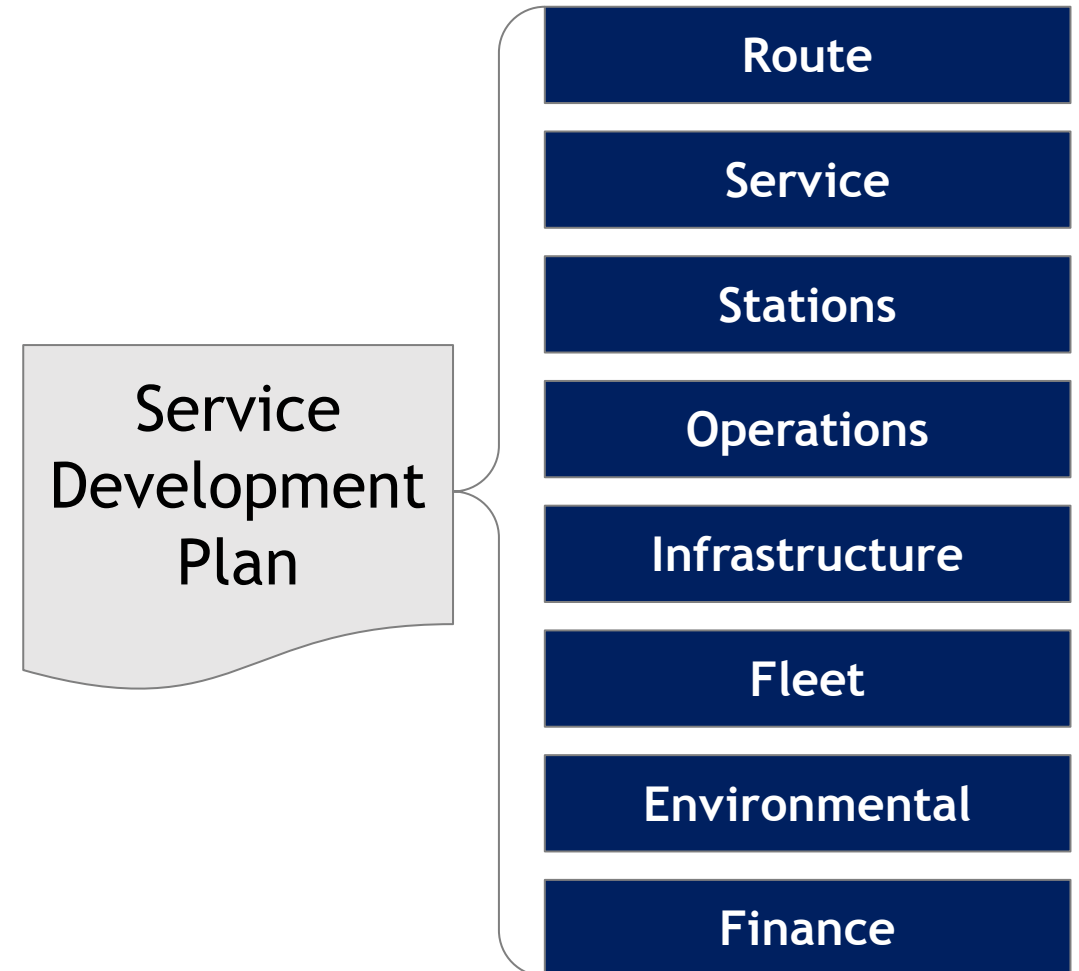 Service
Development
Plan
Route
Service
Stations
Operations
Infrastructure
Fleet
Environmental
Finance